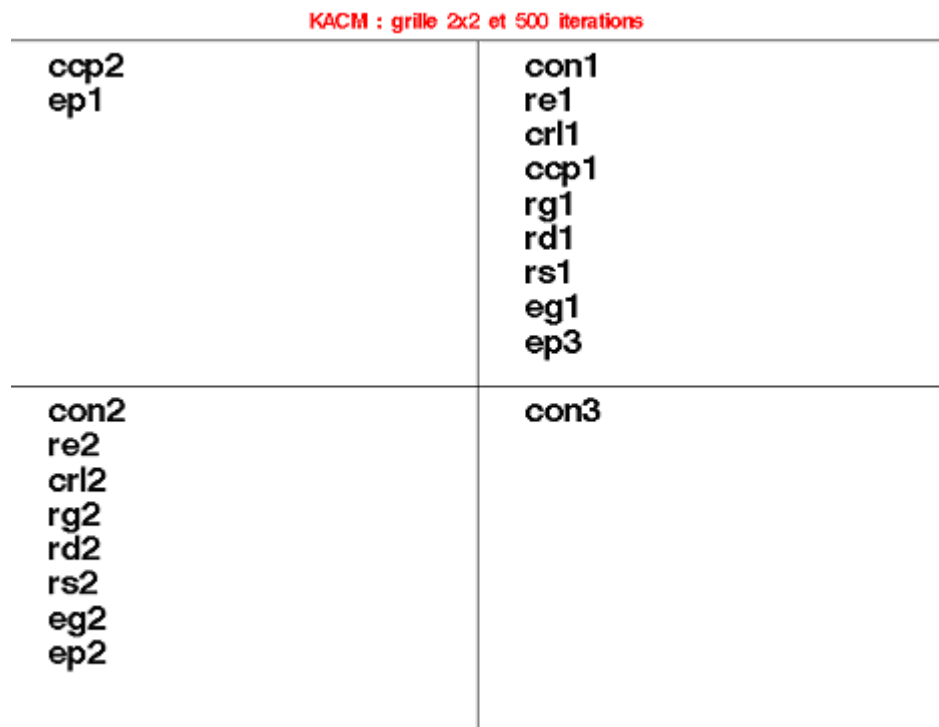 KACM : grille 2x2 et 500 iterations
ccp2
ep1
con1
re1
crl1
ccp1
rg1
rd1
rs1
eg1
ep3
con2
re2
crl2
rg2
rd2
rs2
eg2
ep2
con3